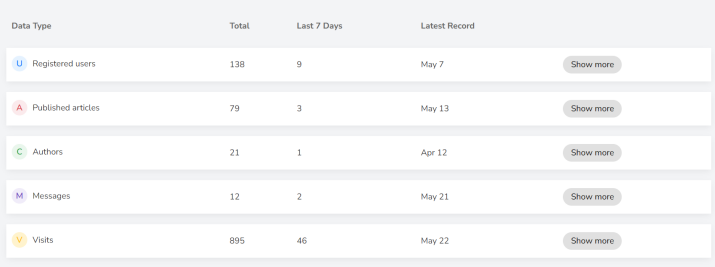 Data Type Total Last 7 Days Latest Record
U Registered users 138 9 May 7 Show more
A Published articles 79 3 May 13 Show more
C Authors 21 1 Apr 12 Show more
M Messages 12 2 May 21 Show more
V Visits 895 46 May 22 Show more